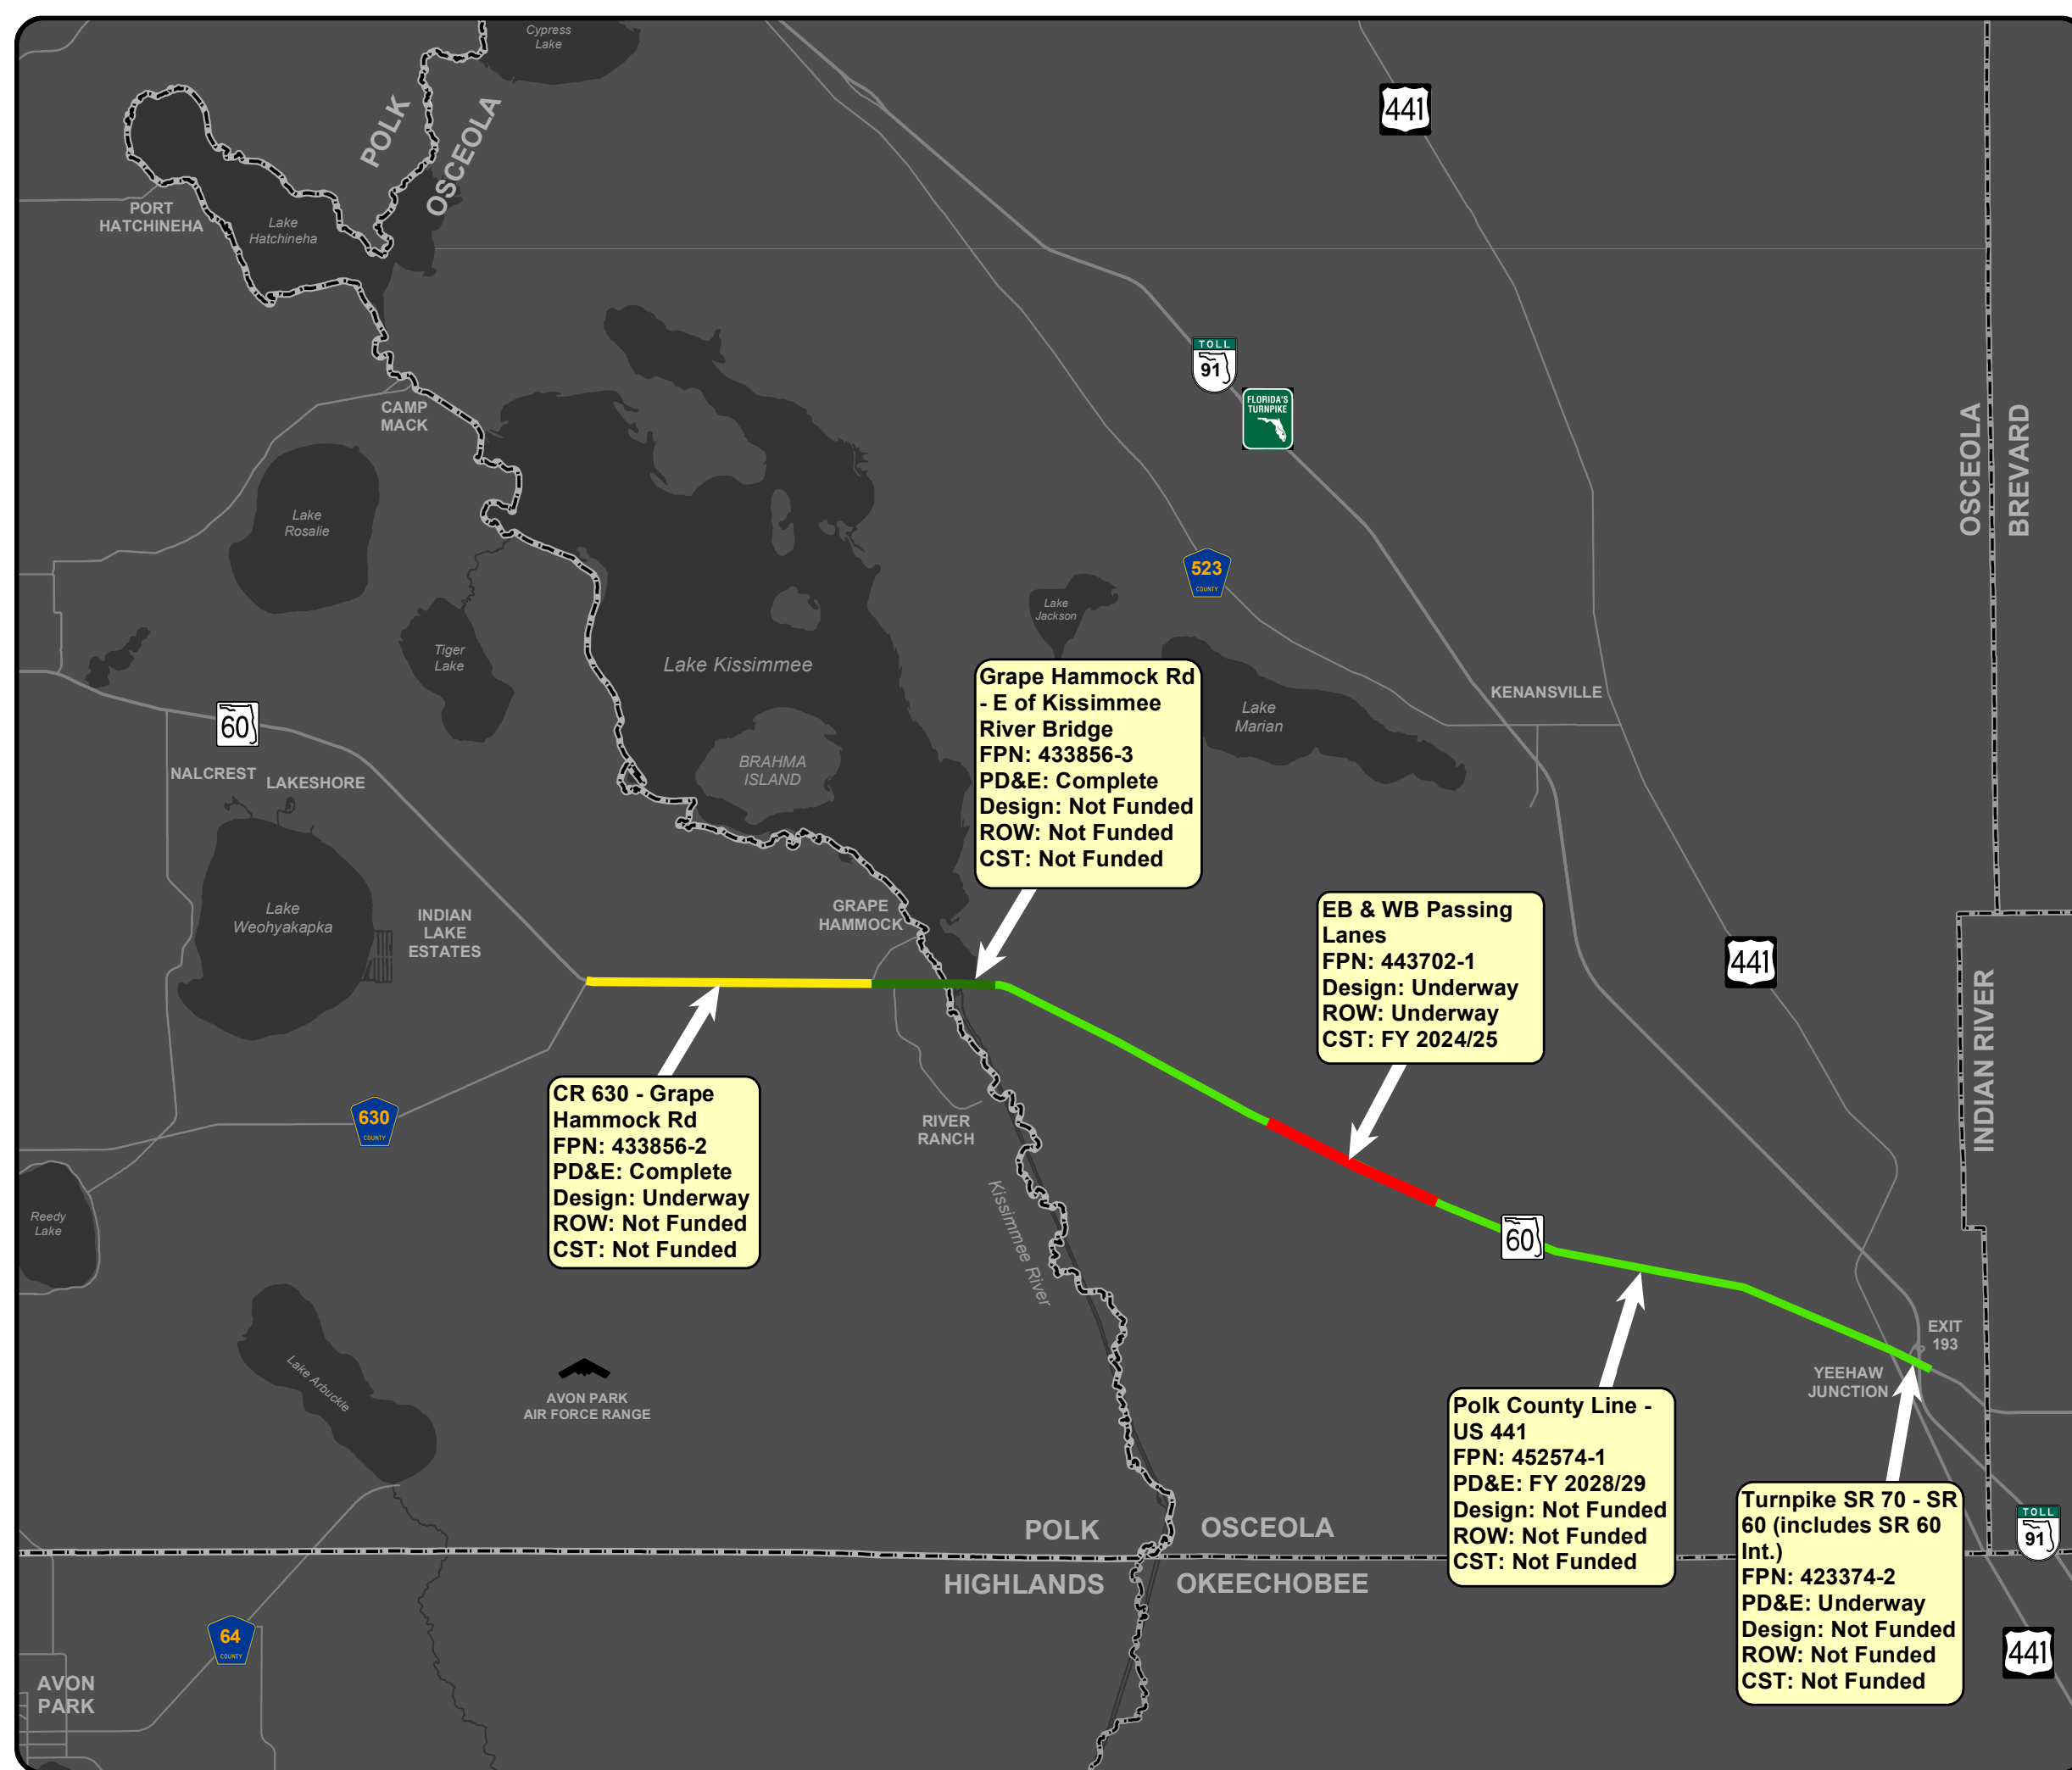 Cypress
Lake
POLK
OSCEOLA
441
PORT
HATCHINEHA
Lake
Hatchineha
TOLL
91
FLORIDA'S
TURNPIKE
CAMP
MACK
OSCEOLA
BREVARD
Lake
Rosalie
523
COUNTY
Lake
Jackson
Tiger
Lake
Lake Kissimmee
Grape Hammock Rd
- E of Kissimmee
River Bridge
FPN: 433856-3
PD&E: Complete
Design: Not Funded
ROW: Not Funded
CST: Not Funded
KENANSVILLE
Lake
Marian
60
NALCREST
LAKESHORE
BRAHMA
ISLAND
Lake
Weohyakapka
INDIAN
LAKE
ESTATES
GRAPE
HAMMOCK
EB & WB Passing
Lanes
FPN: 443702-1
Design: Underway
ROW: Underway
CST: FY 2024/25
441
INDIAN RIVER
CR 630 - Grape
Hammock Rd
FPN: 433856-2
PD&E: Complete
Design: Underway
ROW: Not Funded
CST: Not Funded
630
COUNTY
RIVER
RANCH
Kissimmee River
Reedy
Lake
60
EXIT
193
YEEHAW
JUNCTION
Lake Arbuckle
AVON PARK
AIR FORCE RANGE
Polk County Line -
US 441
FPN: 452574-1
PD&E: FY 2028/29
Design: Not Funded
ROW: Not Funded
CST: Not Funded
Turnpike SR 70 - SR
60 (includes SR 60
Int.)
FPN: 423374-2
PD&E: Underway
Design: Not Funded
ROW: Not Funded
CST: Not Funded
TOLL
91
POLK
OSCEOLA
HIGHLANDS
OKEECHOBEE
64
COUNTY
441
AVON
PARK